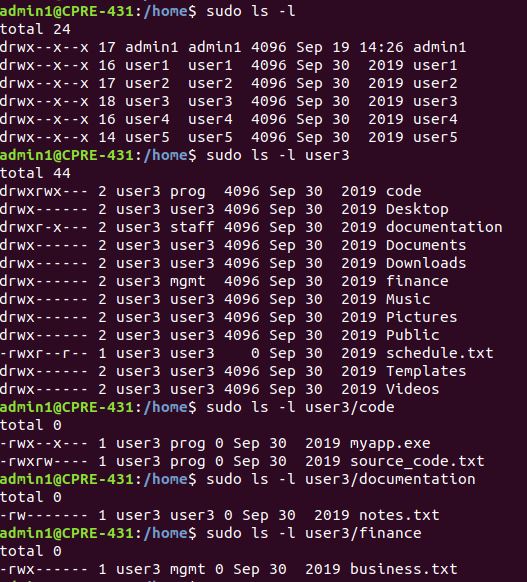 admin1@CPRE-431:/home$ sudo ls -l
total 24
drwx--x--x 17 admin1 admin1 4096 Sep 19 14:26 admin1
drwx--x--x 16 user1  user1  4096 Sep 30  2019 user1
drwx--x--x 17 user2  user2  4096 Sep 30  2019 user2
drwx--x--x 18 user3  user3  4096 Sep 30  2019 user3
drwx--x--x 16 user4  user4  4096 Sep 30  2019 user4
drwx--x--x 14 user5  user5  4096 Sep 30  2019 user5
admin1@CPRE-431:/home$ sudo ls -l user3
total 44
drwxrwx--- 2 user3 prog  4096 Sep 30  2019 code
drwx------ 2 user3 user3 4096 Sep 30  2019 Desktop
drwxr-x--- 2 user3 staff 4096 Sep 30  2019 documentation
drwx------ 2 user3 user3 4096 Sep 30  2019 Documents
drwx------ 2 user3 user3 4096 Sep 30  2019 Downloads
drwx------ 2 user3 mgmt  4096 Sep 30  2019 finance
drwx------ 2 user3 user3 4096 Sep 30  2019 Music
drwx------ 2 user3 user3 4096 Sep 30  2019 Pictures
drwx------ 2 user3 user3 4096 Sep 30  2019 Public
-rwxr--r-- 1 user3 user3    0 Sep 30  2019 schedule.txt
drwx------ 2 user3 user3 4096 Sep 30  2019 Templates
drwx------ 2 user3 user3 4096 Sep 30  2019 Videos
admin1@CPRE-431:/home$ sudo ls -l user3/code
total 0
-rwx--x--- 1 user3 prog 0 Sep 30  2019 myapp.exe
-rwxrw---- 1 user3 prog 0 Sep 30  2019 source_code.txt
admin1@CPRE-431:/home$ sudo ls -l user3/documentation
total 0
-rw------- 1 user3 user3 0 Sep 30  2019 notes.txt
admin1@CPRE-431:/home$ sudo ls -l user3/finance
total 0
-rwx------ 1 user3 mgmt 0 Sep 30  2019 business.txt